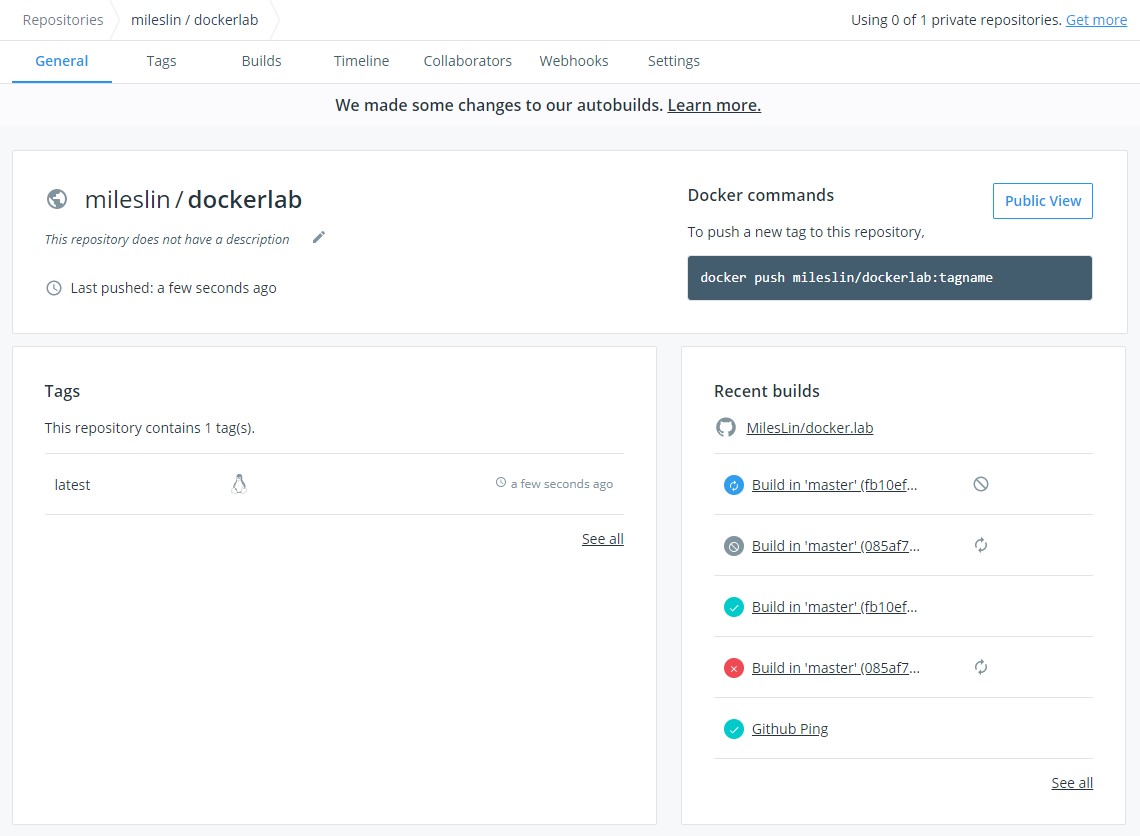 Repositories mileslin / dockerlab Using 0 of 1 private repositories. Get more
General Tags Builds Timeline Collaborators Webhooks Settings
We made some changes to our autobuilds. Learn more.
mileslin / dockerlab
This repository does not have a description
Last pushed: a few seconds ago
Docker commands
Public View
To push a new tag to this repository,
docker push mileslin/dockerlab:tagname
Tags
This repository contains 1 tag(s).
latest a few seconds ago
See all
Recent builds
MilesLin/docker.lab
Build in 'master' (fb10ef...
Build in 'master' (085af7...
Build in 'master' (fb10ef...
Build in 'master' (085af7...
Github Ping
See all